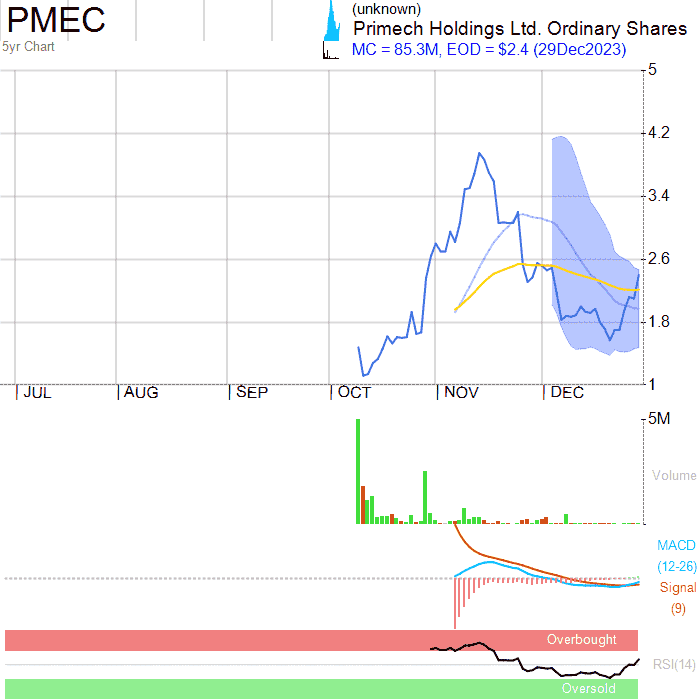 PMEC
(unknown)
Primech Holdings Ltd. Ordinary Shares
5yr Chart
MC = 85.3M, EOD = $2.4 (29Dec2023)
5
4.2
3.4
2.6
1.8
1
JUL AUG SEP OCT NOV DEC
5M
Volume
MACD
(12-26)
Signal
(9)
Overbought
RSI(14)
Oversold